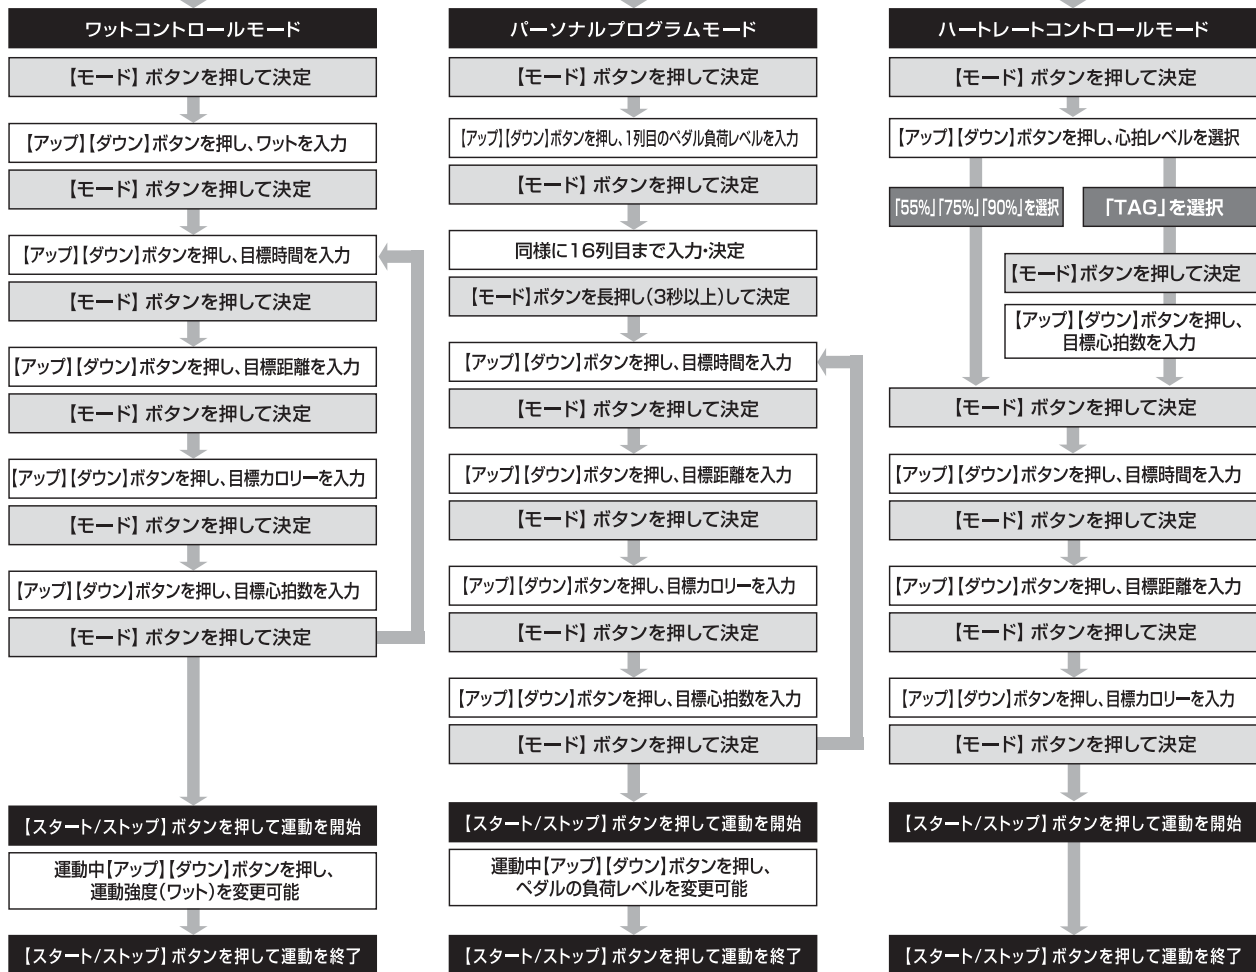 ワットコントロールモード
【モード】ボタンを押して決定
【アップ】【ダウン】ボタンを押し、ワットを入力
【モード】ボタンを押して決定
【アップ】【ダウン】ボタンを押し、目標時間を入力
【モード】ボタンを押して決定
【アップ】【ダウン】ボタンを押し、目標距離を入力
【モード】ボタンを押して決定
【アップ】【ダウン】ボタンを押し、目標カロリーを入力
【モード】ボタンを押して決定
【アップ】【ダウン】ボタンを押し、目標心拍数を入力
【モード】ボタンを押して決定
【スタート/ストップ】ボタンを押して運動を開始
運動中【アップ】【ダウン】ボタンを押し、
運動強度(ワット)を変更可能
【スタート/ストップ】ボタンを押して運動を終了
パーソナルプログラムモード
【モード】ボタンを押して決定
【アップ】【ダウン】ボタンを押し、1列目のペダル負荷レベルを入力
【モード】ボタンを押して決定
同様に16列目まで入力・決定
【モード】ボタンを長押し(3秒以上)して決定
【アップ】【ダウン】ボタンを押し、目標時間を入力
【モード】ボタンを押して決定
【アップ】【ダウン】ボタンを押し、目標距離を入力
【モード】ボタンを押して決定
【アップ】【ダウン】ボタンを押し、目標カロリーを入力
【モード】ボタンを押して決定
【アップ】【ダウン】ボタンを押し、目標心拍数を入力
【モード】ボタンを押して決定
【スタート/ストップ】ボタンを押して運動を開始
運動中【アップ】【ダウン】ボタンを押し、
ペダルの負荷レベルを変更可能
【スタート/ストップ】ボタンを押して運動を終了
ハートレートコントロールモード
【モード】ボタンを押して決定
【アップ】【ダウン】ボタンを押し、心拍レベルを選択
「55%」「75%」「90%」を選択
「TAG」を選択
【モード】ボタンを押して決定
【アップ】【ダウン】ボタンを押し、
目標心拍数を入力
【モード】ボタンを押して決定
【アップ】【ダウン】ボタンを押し、目標時間を入力
【モード】ボタンを押して決定
【アップ】【ダウン】ボタンを押し、目標距離を入力
【モード】ボタンを押して決定
【アップ】【ダウン】ボタンを押し、目標カロリーを入力
【モード】ボタンを押して決定
【スタート/ストップ】ボタンを押して運動を開始
【スタート/ストップ】ボタンを押して運動を終了